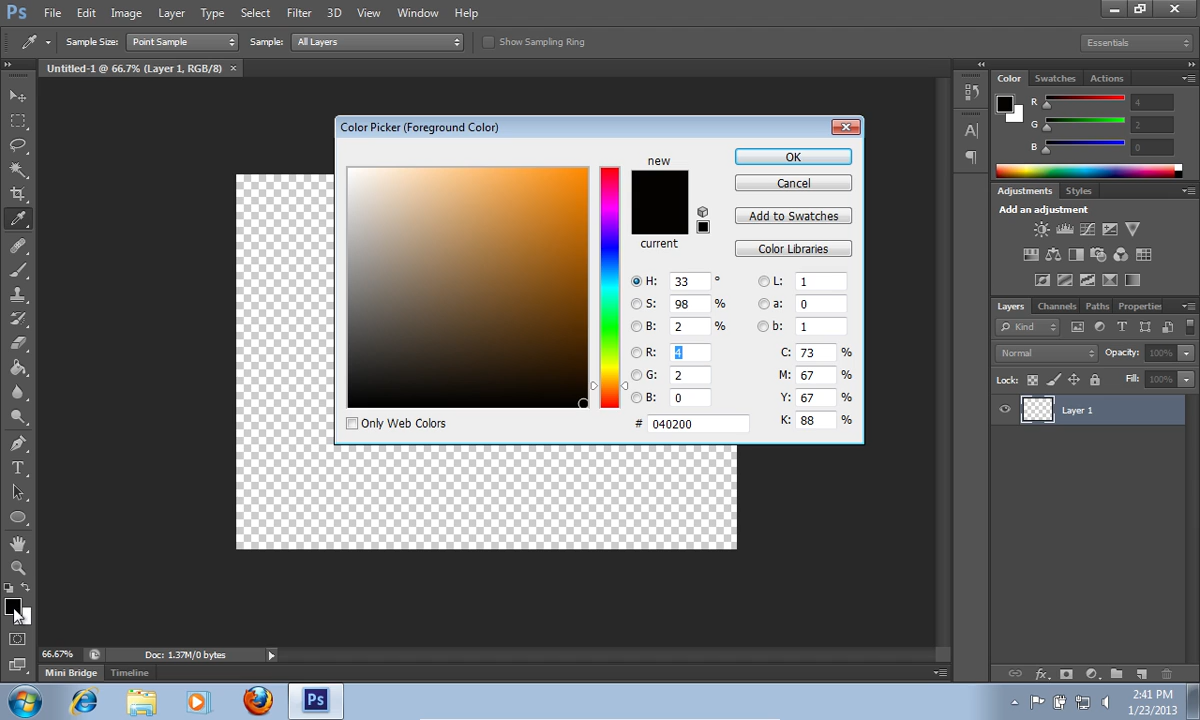 Ps File Edit Image Layer Type Select Filter 3D View Window Help
Sample Size: Point Sample Sample: All Layers Show Sampling Ring Essentials
Untitled-1 @ 66.7% (Layer 1, RGB/8) ×
Color Swatches Actions
R 4
G 2
B 0
Color Picker (Foreground Color)
new
current
OK
Cancel
Add to Swatches
Color Libraries
H: 33 °
S: 98 %
B: 2 %
R: 4
G: 2
B: 0
# 040200
L: 1
a: 0
b: 1
C: 73 %
M: 67 %
Y: 67 %
K: 88 %
Only Web Colors
Adjustments Styles
Add an adjustment
Layers Channels Paths Properties
Kind
Normal Opacity: 100%
Lock: Fill: 100%
Layer 1
T
A
fx
66.67% Doc: 1.37M/0 bytes
Mini Bridge Timeline
Ps
2:41 PM
1/23/2013